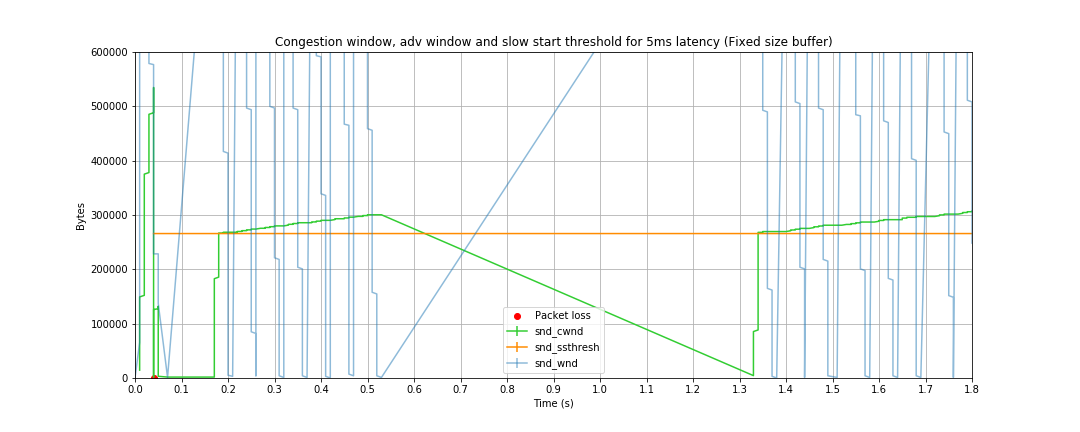 Congestion window, adv window and slow start threshold for 5ms latency (Fixed size buffer)
600000
500000
400000
300000
200000
100000
0
Bytes
Packet loss
snd_cwnd
snd_ssthresh
snd_wnd
0.0 0.1 0.2 0.3 0.4 0.5 0.6 0.7 0.8 0.9 1.0 1.1 1.2 1.3 1.4 1.5 1.6 1.7 1.8
Time (s)